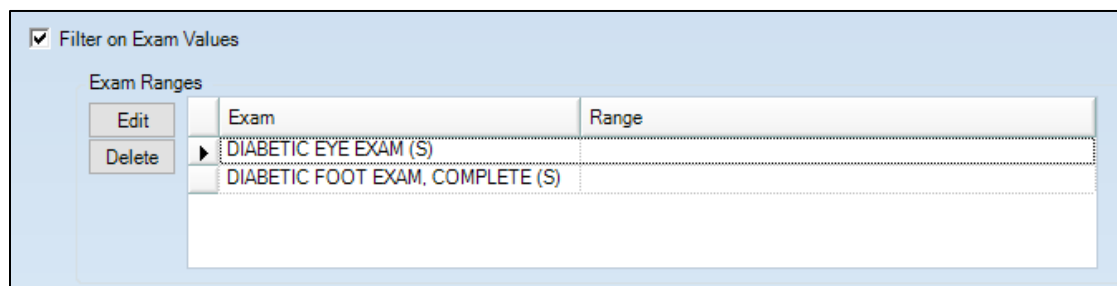 Filter on Exam Values
Exam Ranges
Edit
Exam Range
Delete
DIABETIC EYE EXAM (S)
DIABETIC FOOT EXAM, COMPLETE (S)